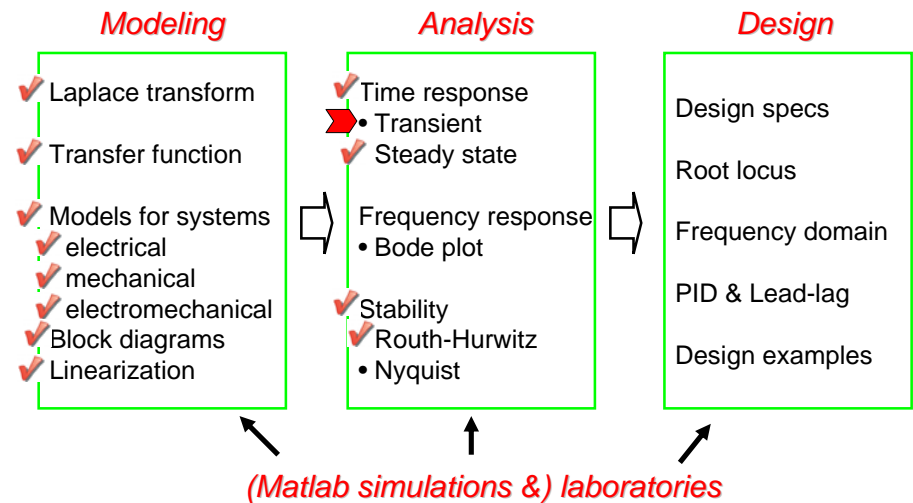 Modeling
Laplace transform
Transfer function
Models for systems
electrical
mechanical
electromechanical
Block diagrams
Linearization
Analysis
Time response
• Transient
Steady state
Frequency response
• Bode plot
Stability
Routh-Hurwitz
• Nyquist
Design
Design specs
Root locus
Frequency domain
PID & Lead-lag
Design examples
(Matlab simulations &) laboratories